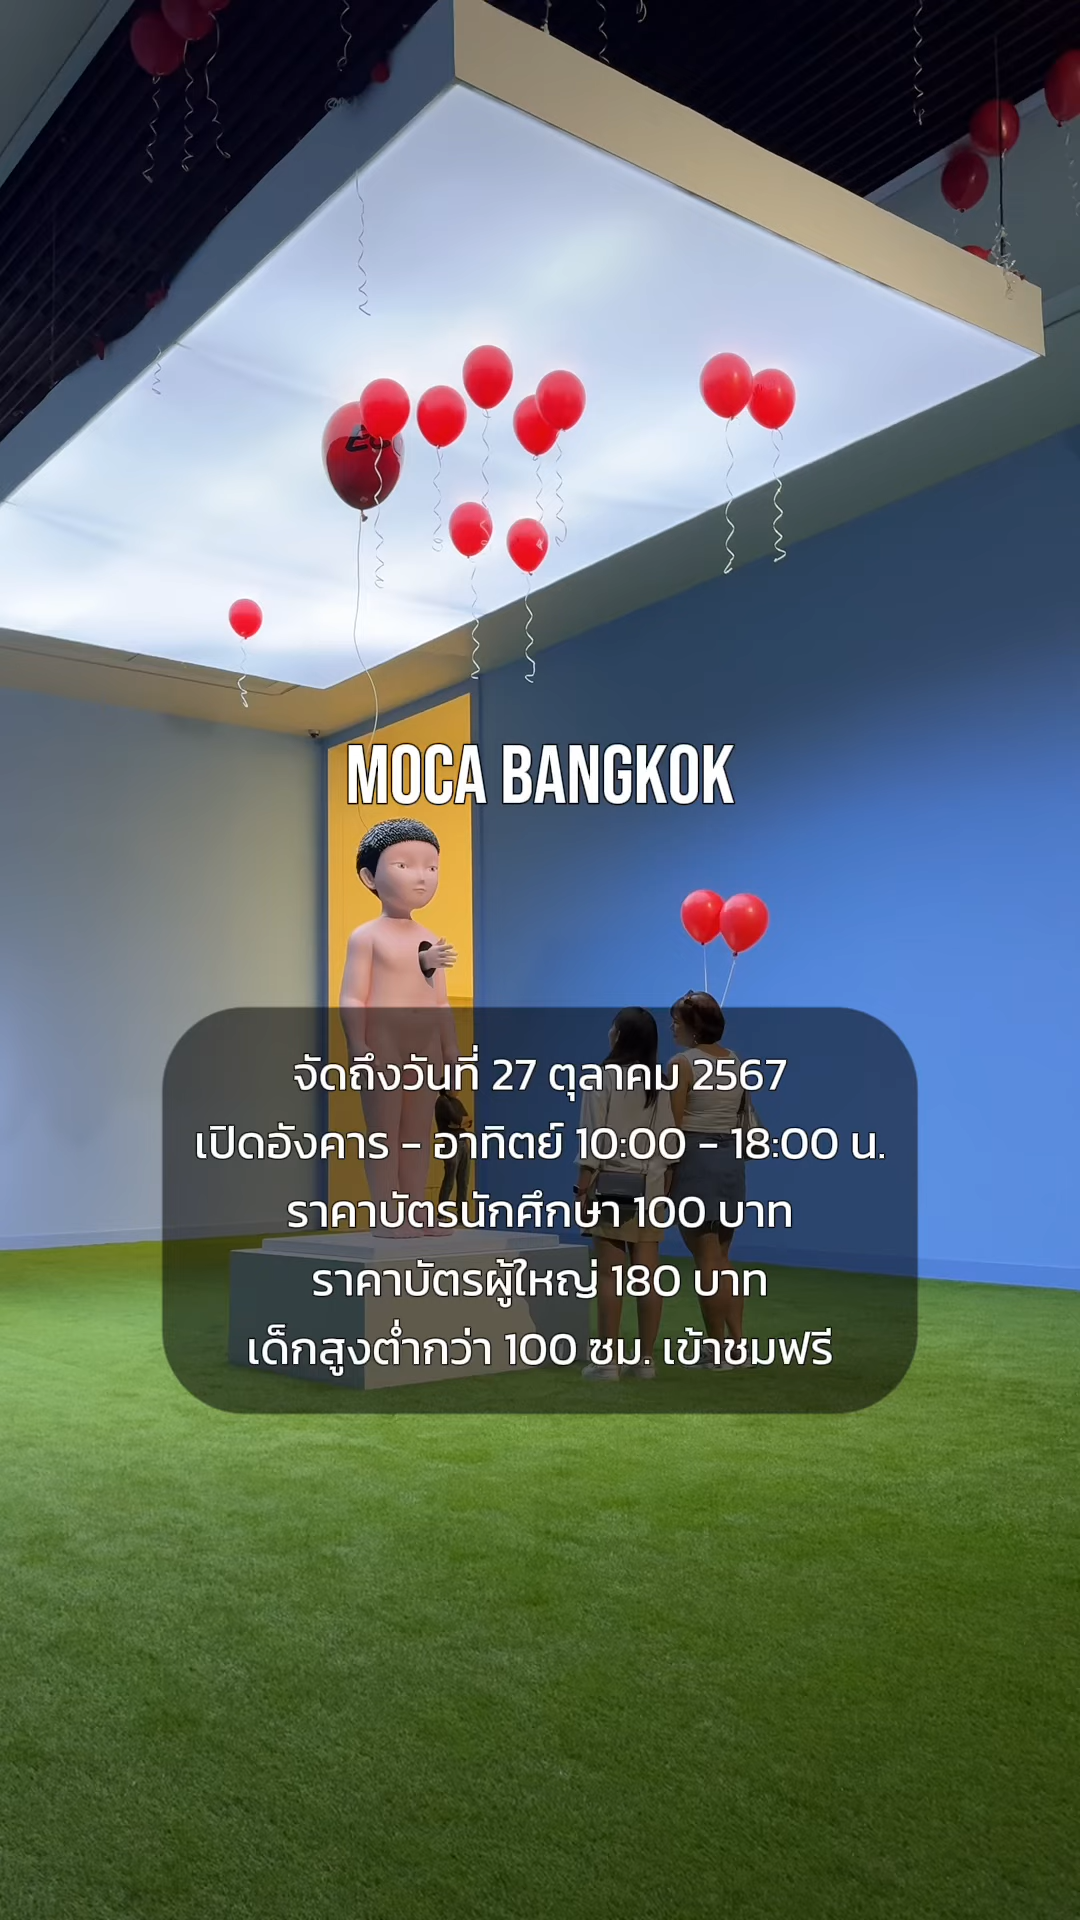 MOCA BANGKOK
จัดถึงวันที่ 27 ตุลาคม 2567
เปิดอังคาร - อาทิตย์ 10:00 - 18:00 น.
ราคาบัตรนักศึกษา 100 บาท
ราคาบัตรผู้ใหญ่ 180 บาท
เด็กสูงต่ำกว่า 100 ซม. เข้าชมฟรี